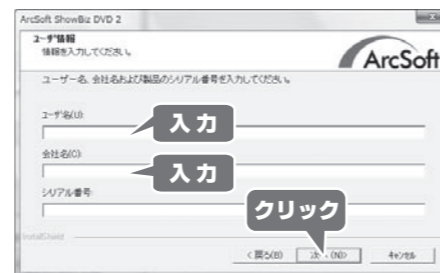 ArcSoft ShowBiz DVD 2
ユーザ情報
情報を入力してください。
ArcSoft
ユーザー名、会社名および製品のシリアル番号を入力してください。
ユーザ名(U):
入力
会社名(C):
入力
シリアル番号:
クリック
InstallShield
< 戻る(B)
(N)>
キャンセル